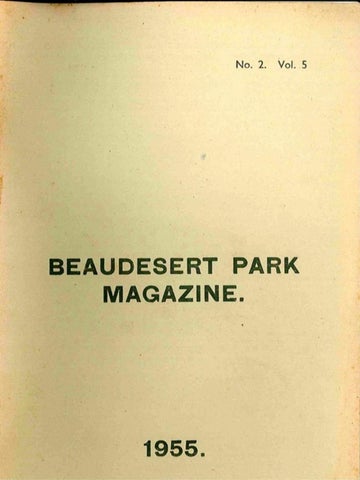 No. 2. Vol. 5
BEAUDESERT PARK
MAGAZINE.
1955.